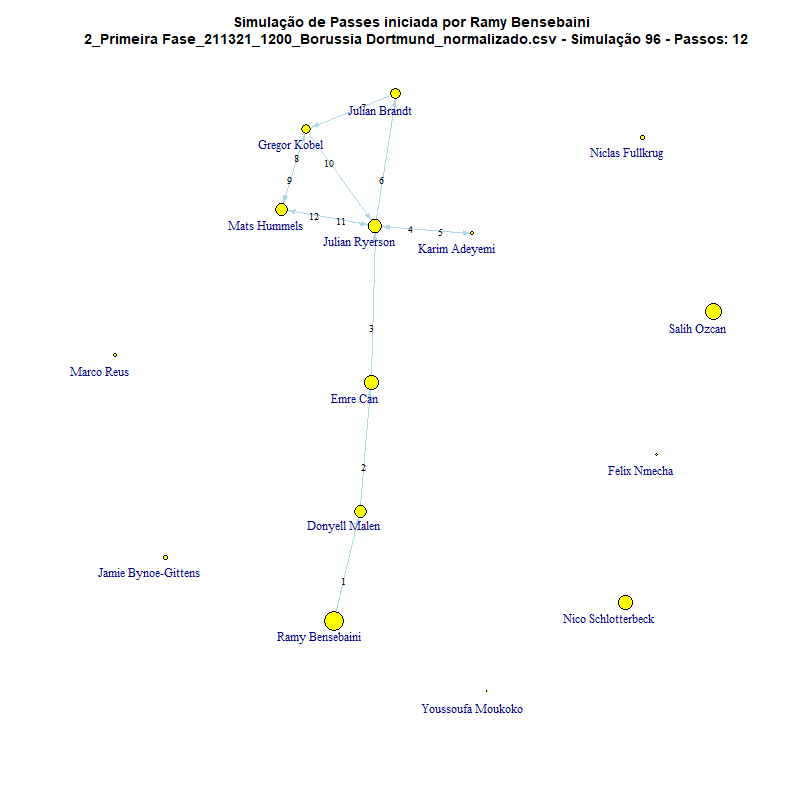 Simulação de Passes iniciada por Ramy Bensebaini
2_Primeira Fase_211321_1200_Borussia Dortmund_normalizado.csv - Simulação 96 - Passos: 12
7
Julian Brandt
Gregor Kobel
Niclas Fullkrug
8
10
9
6
12
11
Mats Hummels
4
5
Julian Ryerson
Karim Adeyemi
3
Salih Ozcan
Marco Reus
Emre Can
2
Felix Nmecha
Donyell Malen
Jamie Bynoe-Gittens
1
Nico Schlotterbeck
Ramy Bensebaini
Youssoufa Moukoko